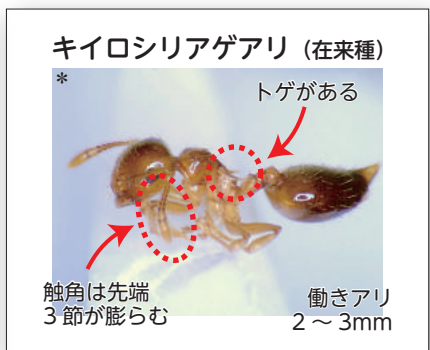 キイロシリアゲアリ（在来種）
*
トゲがある
触角は先端
3 節が膨らむ
働きアリ
2 ～ 3mm